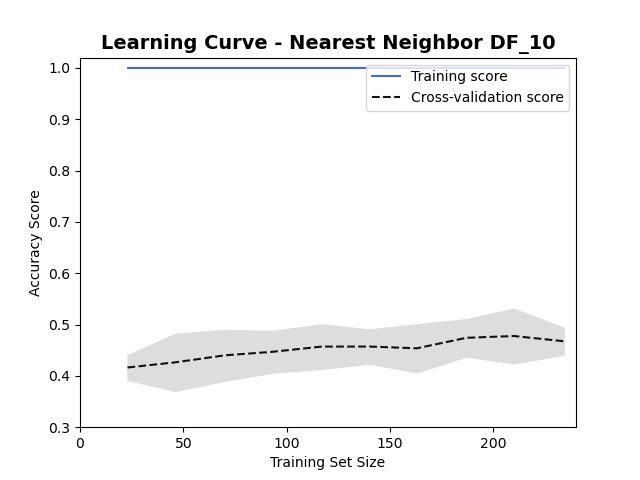 Learning Curve - Nearest Neighbor DF_10
1.0
0.9
0.8
0.7
0.6
0.5
0.4
0.3
Accuracy Score
Training score
Cross-validation score
0
50
100
150
200
Training Set Size